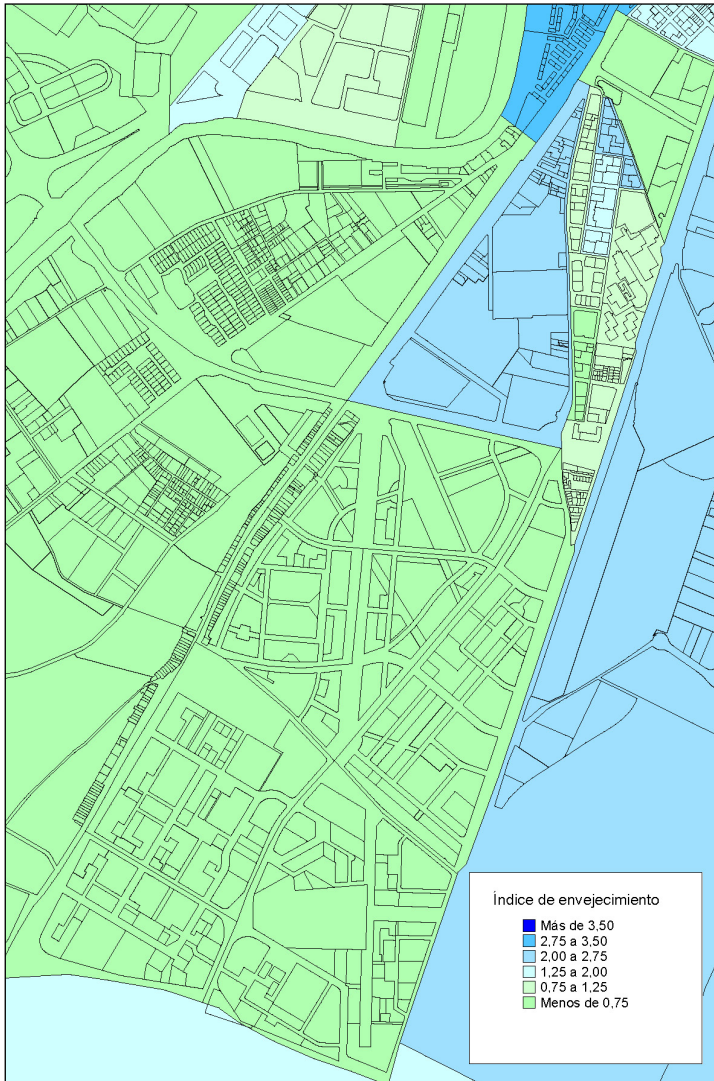 Índice de envejecimiento
Más de 3,50
2,75 a 3,50
2,00 a 2,75
1,25 a 2,00
0,75 a 1,25
Menos de 0,75